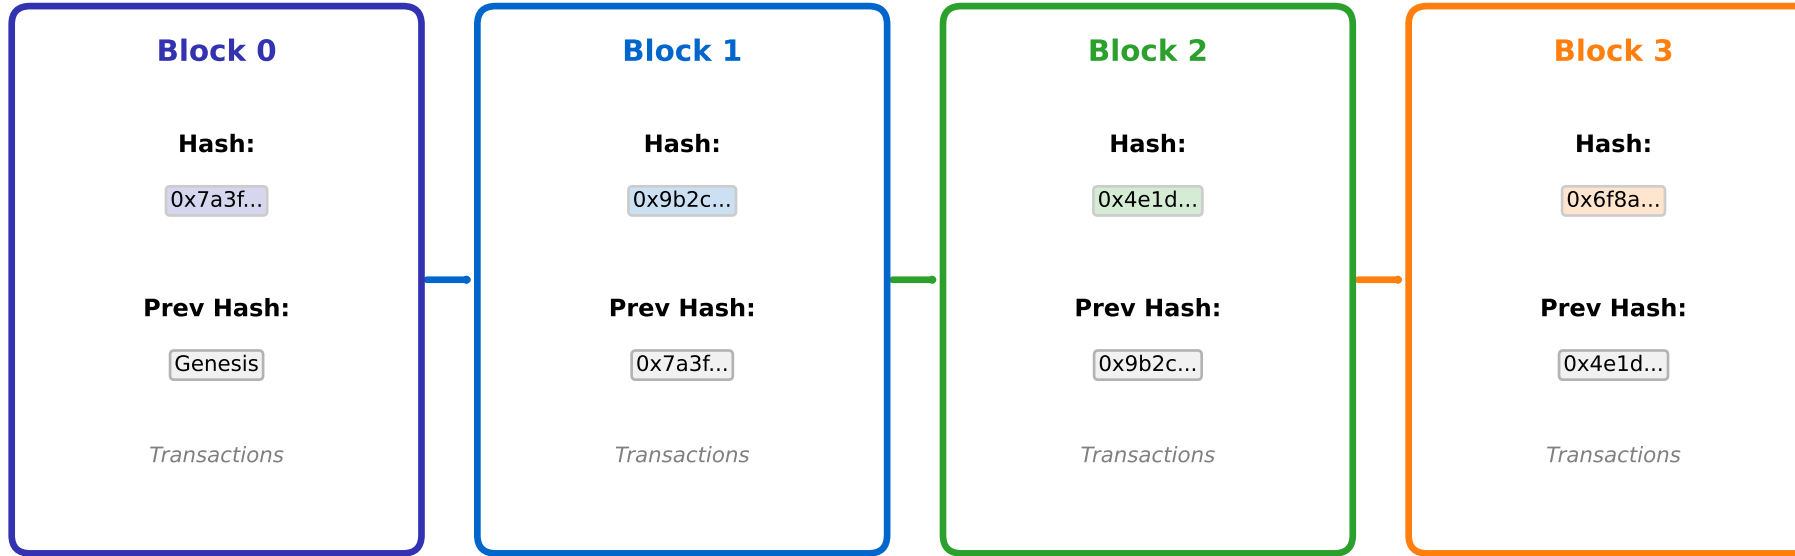 Block 0
Hash:
0x7a3f...
Prev Hash:
Genesis
Transactions
Block 1
Hash:
0x9b2c...
Prev Hash:
0x7a3f...
Transactions
Block 2
Hash:
0x4e1d...
Prev Hash:
0x9b2c...
Transactions
Block 3
Hash:
0x6f8a...
Prev Hash:
0x4e1d...
Transactions